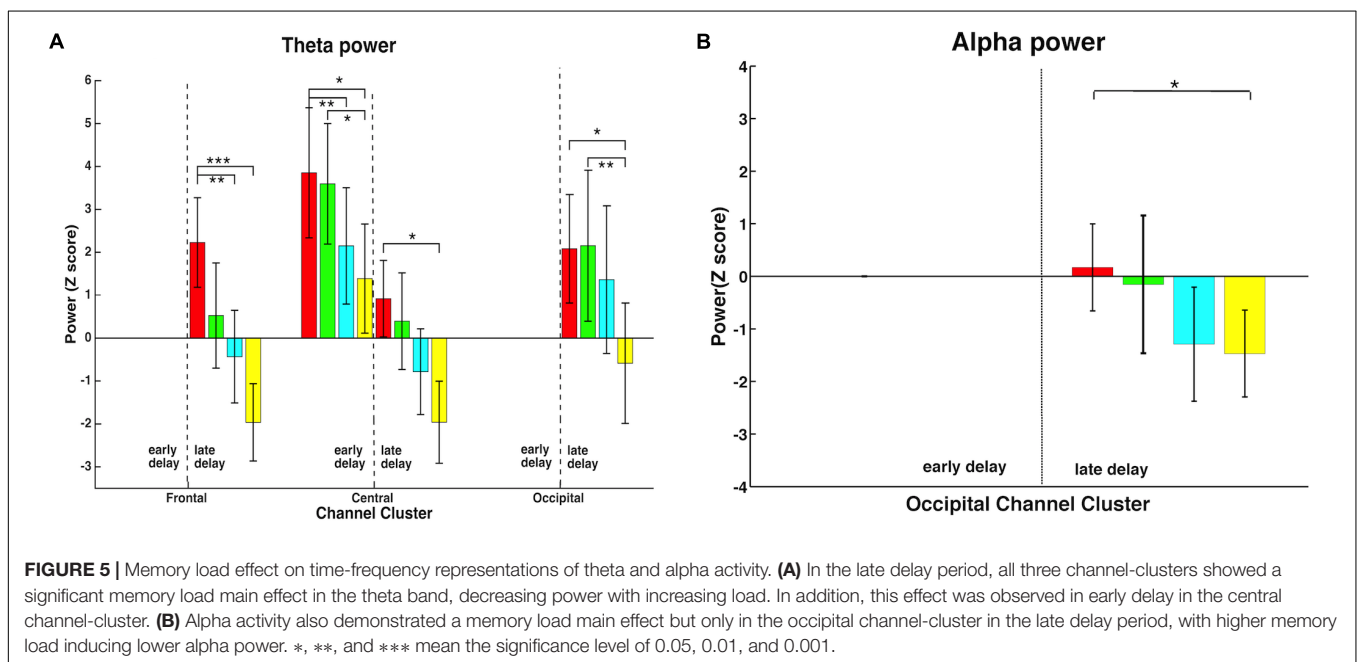 A
Theta power
6
5
4
3
2
1
0
-1
-2
-3
Power (Z score)
***
**
*
**
*
*
*
**
early delay
late delay
early delay
late delay
early delay
late delay
Frontal
Central
Occipital
Channel Cluster
B
Alpha power
4
3
2
1
0
-1
-2
-3
-4
Power(Z score)
*
early delay
late delay
Occipital Channel Cluster
FIGURE 5 | Memory load effect on time-frequency representations of theta and alpha activity. (A) In the late delay period, all three channel-clusters showed a
significant memory load main effect in the theta band, decreasing power with increasing load. In addition, this effect was observed in early delay in the central
channel-cluster. (B) Alpha activity also demonstrated a memory load main effect but only in the occipital channel-cluster in the late delay period, with higher memory
load inducing lower alpha power. *, **, and *** mean the significance level of 0.05, 0.01, and 0.001.